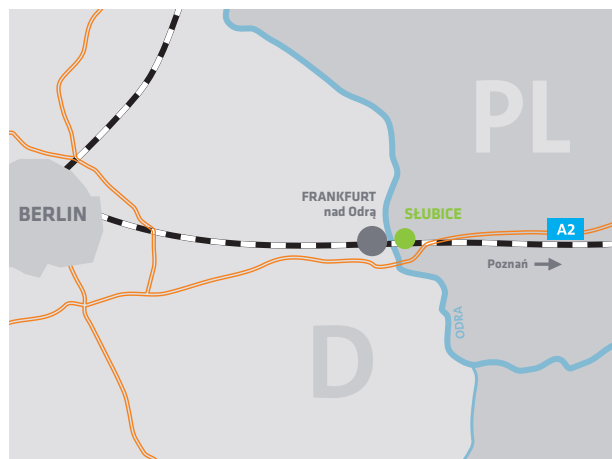 PL
FRANKFURT
nad Odrą
BERLIN
SŁUBICE
A2
Poznań
ODRA
D